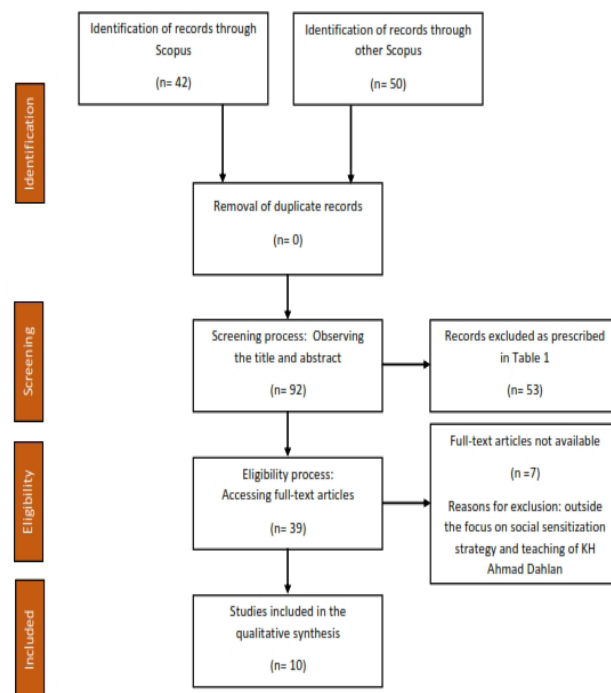 Identification of records through
Scopus
(n= 42)
Identification of records through
other Scopus
(n= 50)
Identification
Removal of duplicate records
(n= 0)
Screening
Screening process: Observing
the title and abstract
(n= 92)
Records excluded as prescribed
in Table 1
(n= 53)
Eligibility
Eligibility process:
Accessing full-text articles
(n= 39)
Full-text articles not available
(n =7)
Reasons for exclusion: outside
the focus on social sensitization
strategy and teaching of KH
Ahmad Dahlan
Included
Studies included in the
qualitative synthesis
(n= 10)